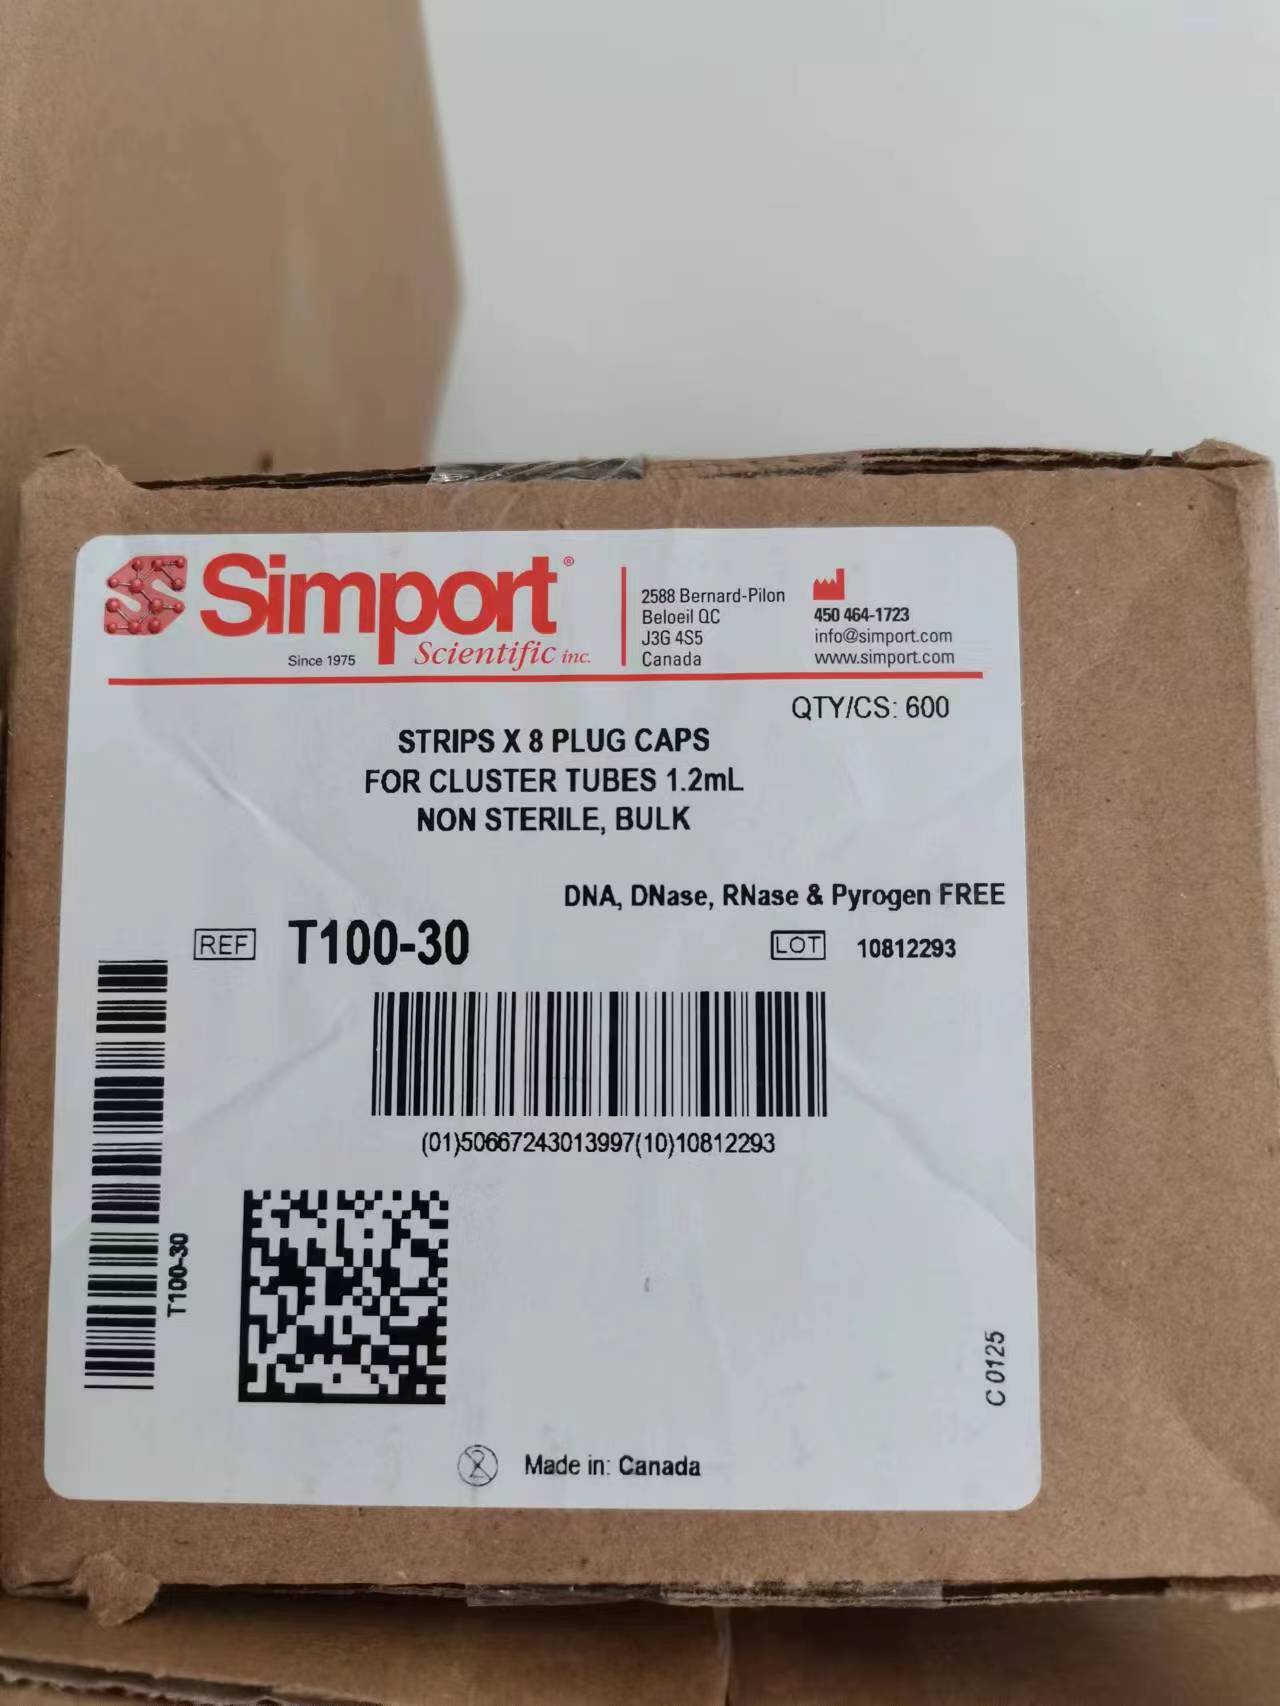 Simport®
Scientific inc.
Since 1975
2588 Bernard-Pilon
Beloeil QC
J3G 4S5
Canada
450 464-1723
info@simport.com
www.simport.com
QTY/CS: 600
STRIPS X 8 PLUG CAPS
FOR CLUSTER TUBES 1.2mL
NON STERILE, BULK
DNA, DNase, RNase & Pyrogen FREE
REF T100-30
LOT 10812293
(01)50667243013997(10)10812293
T100-30
C 0125
2 Made in: Canada